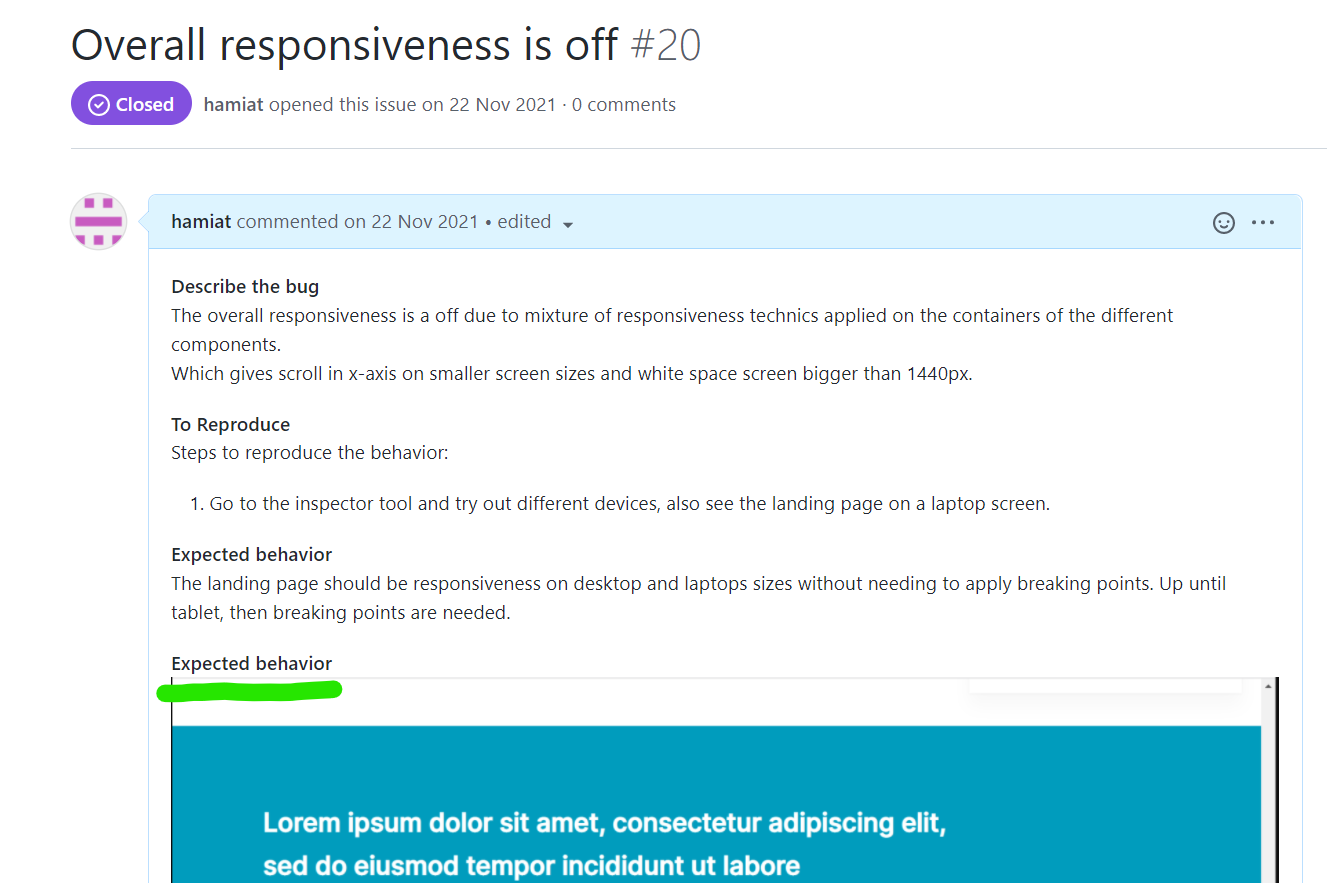 Overall responsiveness is off #20
Closed hamiat opened this issue on 22 Nov 2021 · 0 comments
hamiat commented on 22 Nov 2021 • edited
Describe the bug
The overall responsiveness is a off due to mixture of responsiveness technics applied on the containers of the different
components.
Which gives scroll in x-axis on smaller screen sizes and white space screen bigger than 1440px.
To Reproduce
Steps to reproduce the behavior:
1. Go to the inspector tool and try out different devices, also see the landing page on a laptop screen.
Expected behavior
The landing page should be responsiveness on desktop and laptops sizes without needing to apply breaking points. Up until
tablet, then breaking points are needed.
Expected behavior
Lorem ipsum dolor sit amet, consectetur adipiscing elit,
sed do eiusmod tempor incididunt ut labore